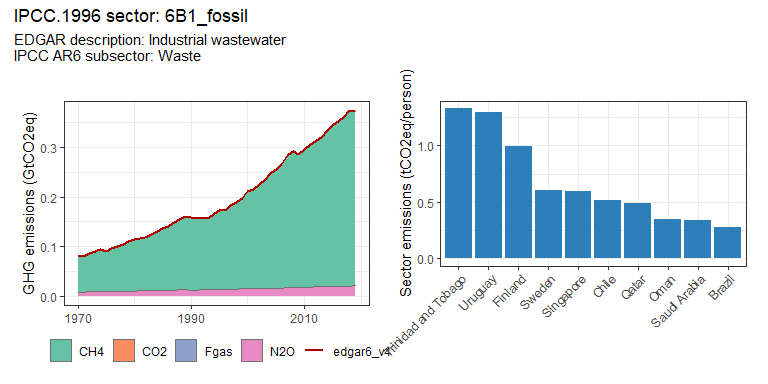 IPCC.1996 sector: 6B1_fossil
EDGAR description: Industrial wastewater
IPCC AR6 subsector: Waste
GHG emissions (GtCO2eq)
0.3
0.2
0.1
0.0
1970
1990
2010
CH4
CO2
Fgas
N2O
edgar6_v4
Sector emissions (tCO2eq/person)
1.0
0.5
0.0
Trinidad and Tobago
Uruguay
Finland
Sweden
Singapore
Chile
Qatar
Oman
Saudi Arabia
Brazil